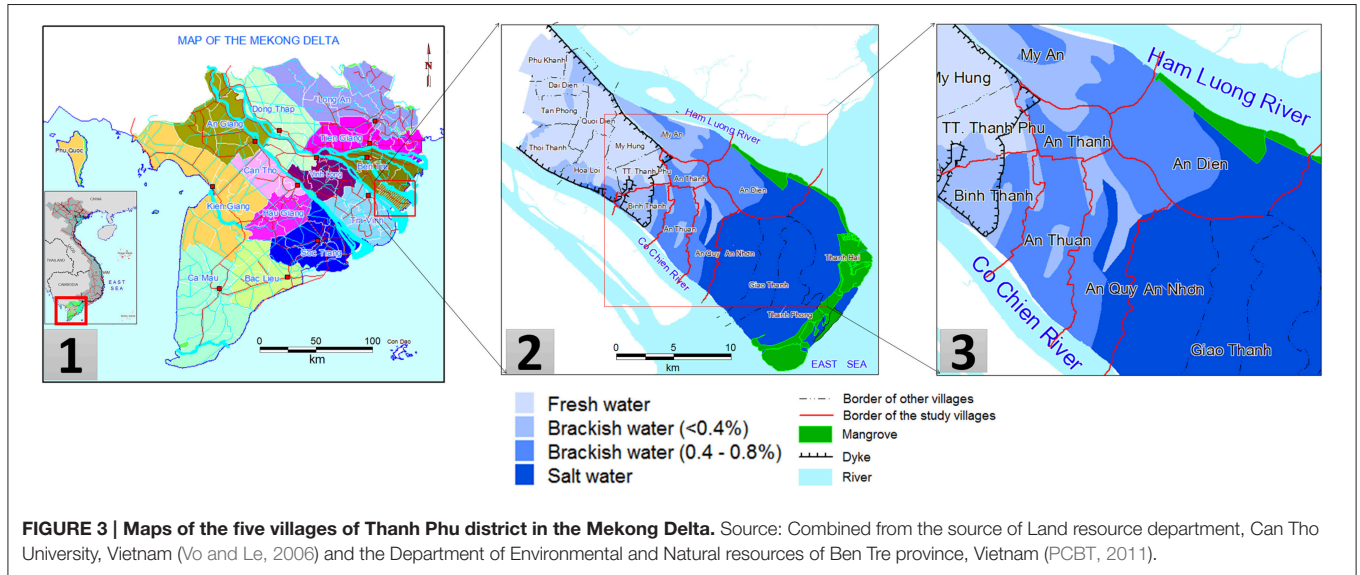 MAP OF THE MEKONG DELTA
N
Long An
Dong Thap
An Giang
Tien Giang
Phu Quoc
Ben Tre
Can Tho
Vinh Long
Kien Giang
Hau Giang
Tra Vinh
Soc Trang
Ca Mau
Bac Lieu
Con Dao
CHINA
THAILAND
CAMBODIA
EAST
SEA
0 50 100
km
1
Phu Khanh
Dai Dien
Tan Phong
Quoi Dien
Thoi Thanh
My Hung
My An
Ham Luong River
Hoa Loi
TT. Thanh Phu
An Thanh
An Dien
Binh Thanh
An Thuan
An Quy
An Nhơn
Thanh Hai
Co Chien River
Giao Thanh
Thanh Phong
EAST SEA
0 5 10
km
2
My An
Ham Luong River
My Hung
TT. Thanh Phu
An Thanh
An Dien
Binh Thanh
An Thuan
An Quy
An Nhơn
Co Chien River
Giao Thanh
3
Fresh water
Brackish water (<0.4%)
Brackish water (0.4 - 0.8%)
Salt water
Border of other villages
Border of the study villages
Mangrove
Dyke
River
FIGURE 3 | Maps of the five villages of Thanh Phu district in the Mekong Delta. Source: Combined from the source of Land resource department, Can Tho
University, Vietnam (Vo and Le, 2006) and the Department of Environmental and Natural resources of Ben Tre province, Vietnam (PCBT, 2011).